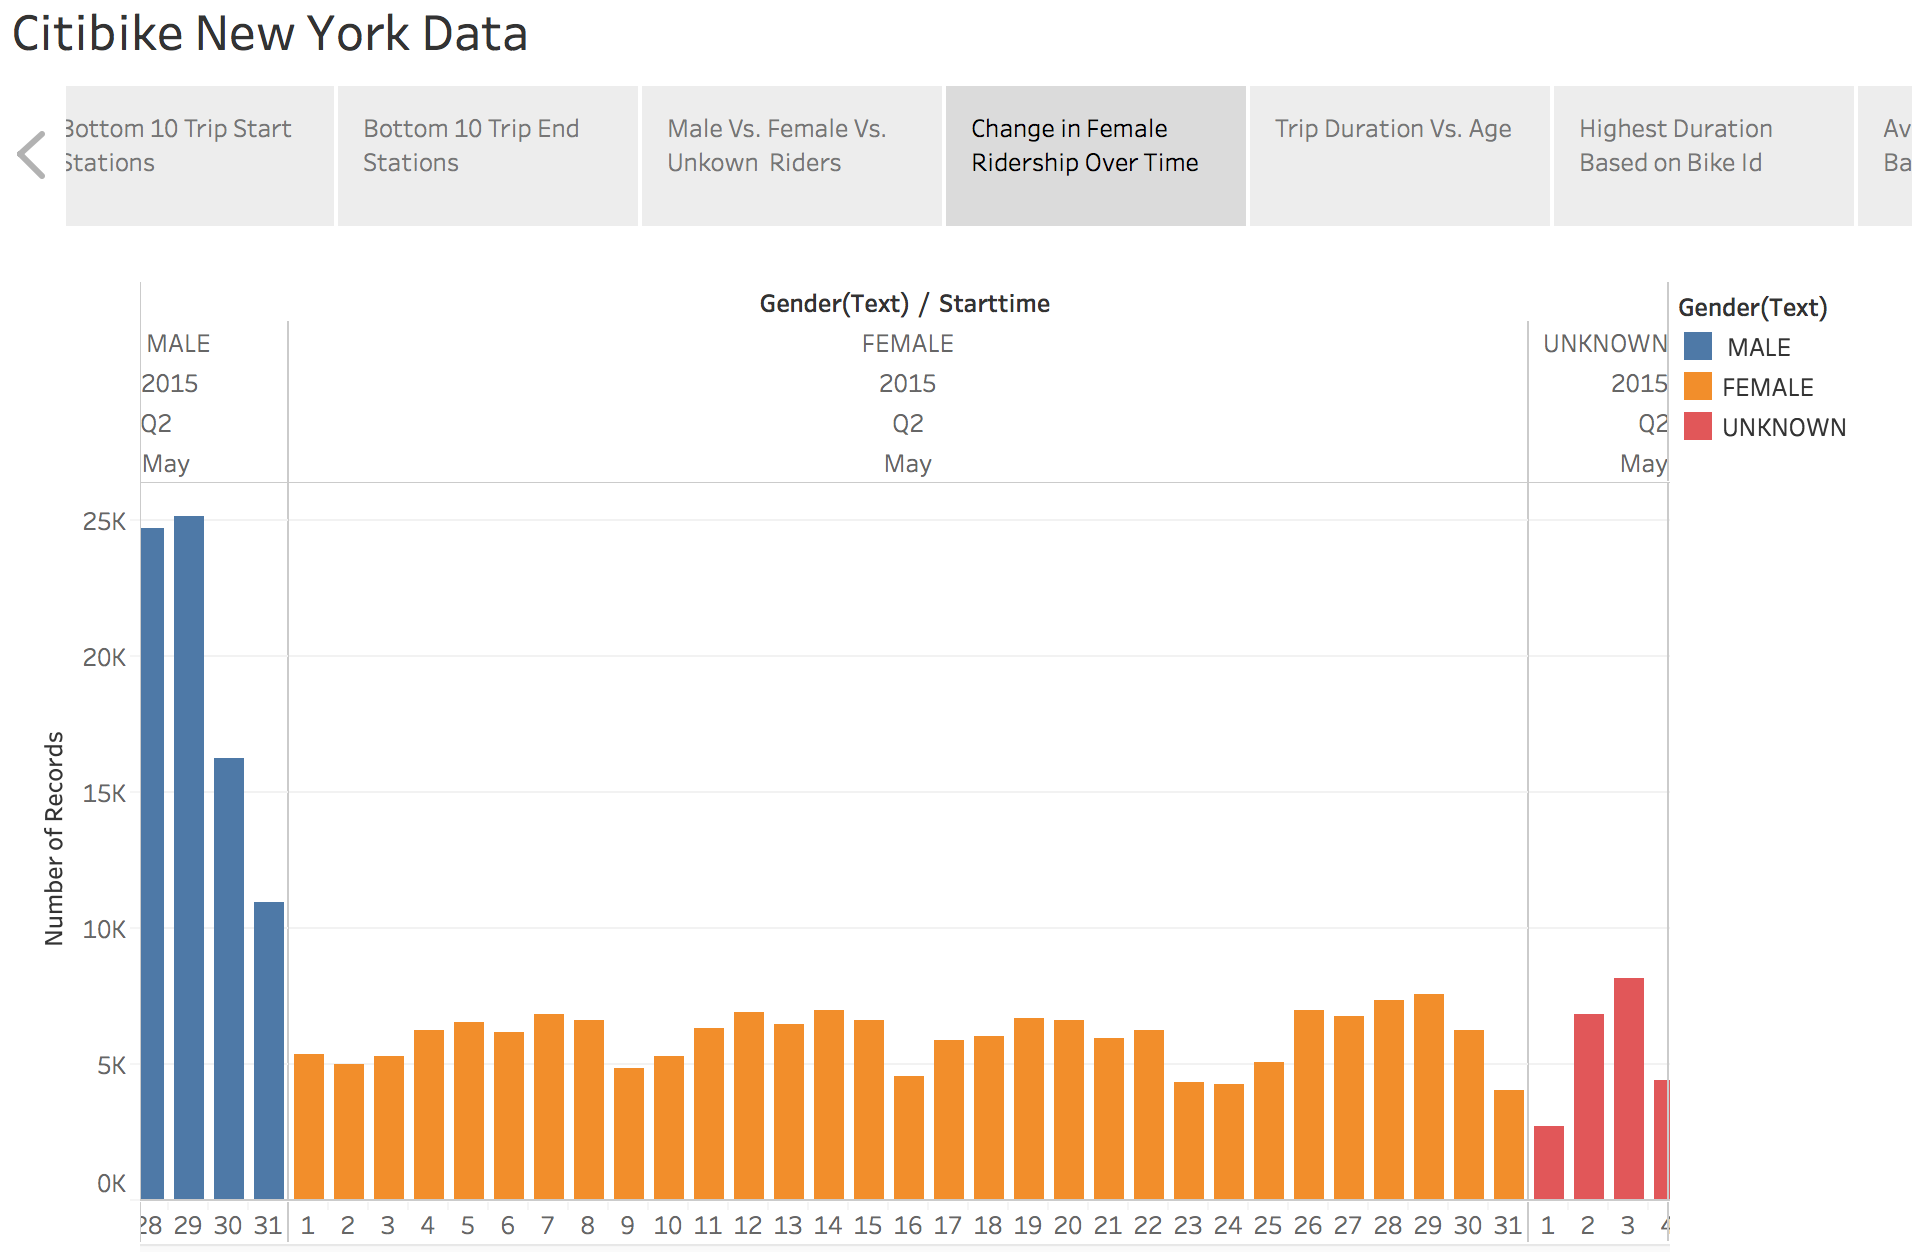 Citibike New York Data
Bottom 10 Trip Start
Stations
Bottom 10 Trip End
Stations
Male Vs. Female Vs.
Unkown Riders
Change in Female
Ridership Over Time
Trip Duration Vs. Age
Highest Duration
Based on Bike Id
Av
Ba
Gender(Text) / Starttime
MALE
2015
Q2
May
FEMALE
2015
Q2
May
UNKNOWN
2015
Q2
May
Gender(Text)
MALE
FEMALE
UNKNOWN
Number of Records
25K
20K
15K
10K
5K
0K
28 29 30 31 1 2 3 4 5 6 7 8 9 10 11 12 13 14 15 16 17 18 19 20 21 22 23 24 25 26 27 28 29 30 31 1 2 3 4